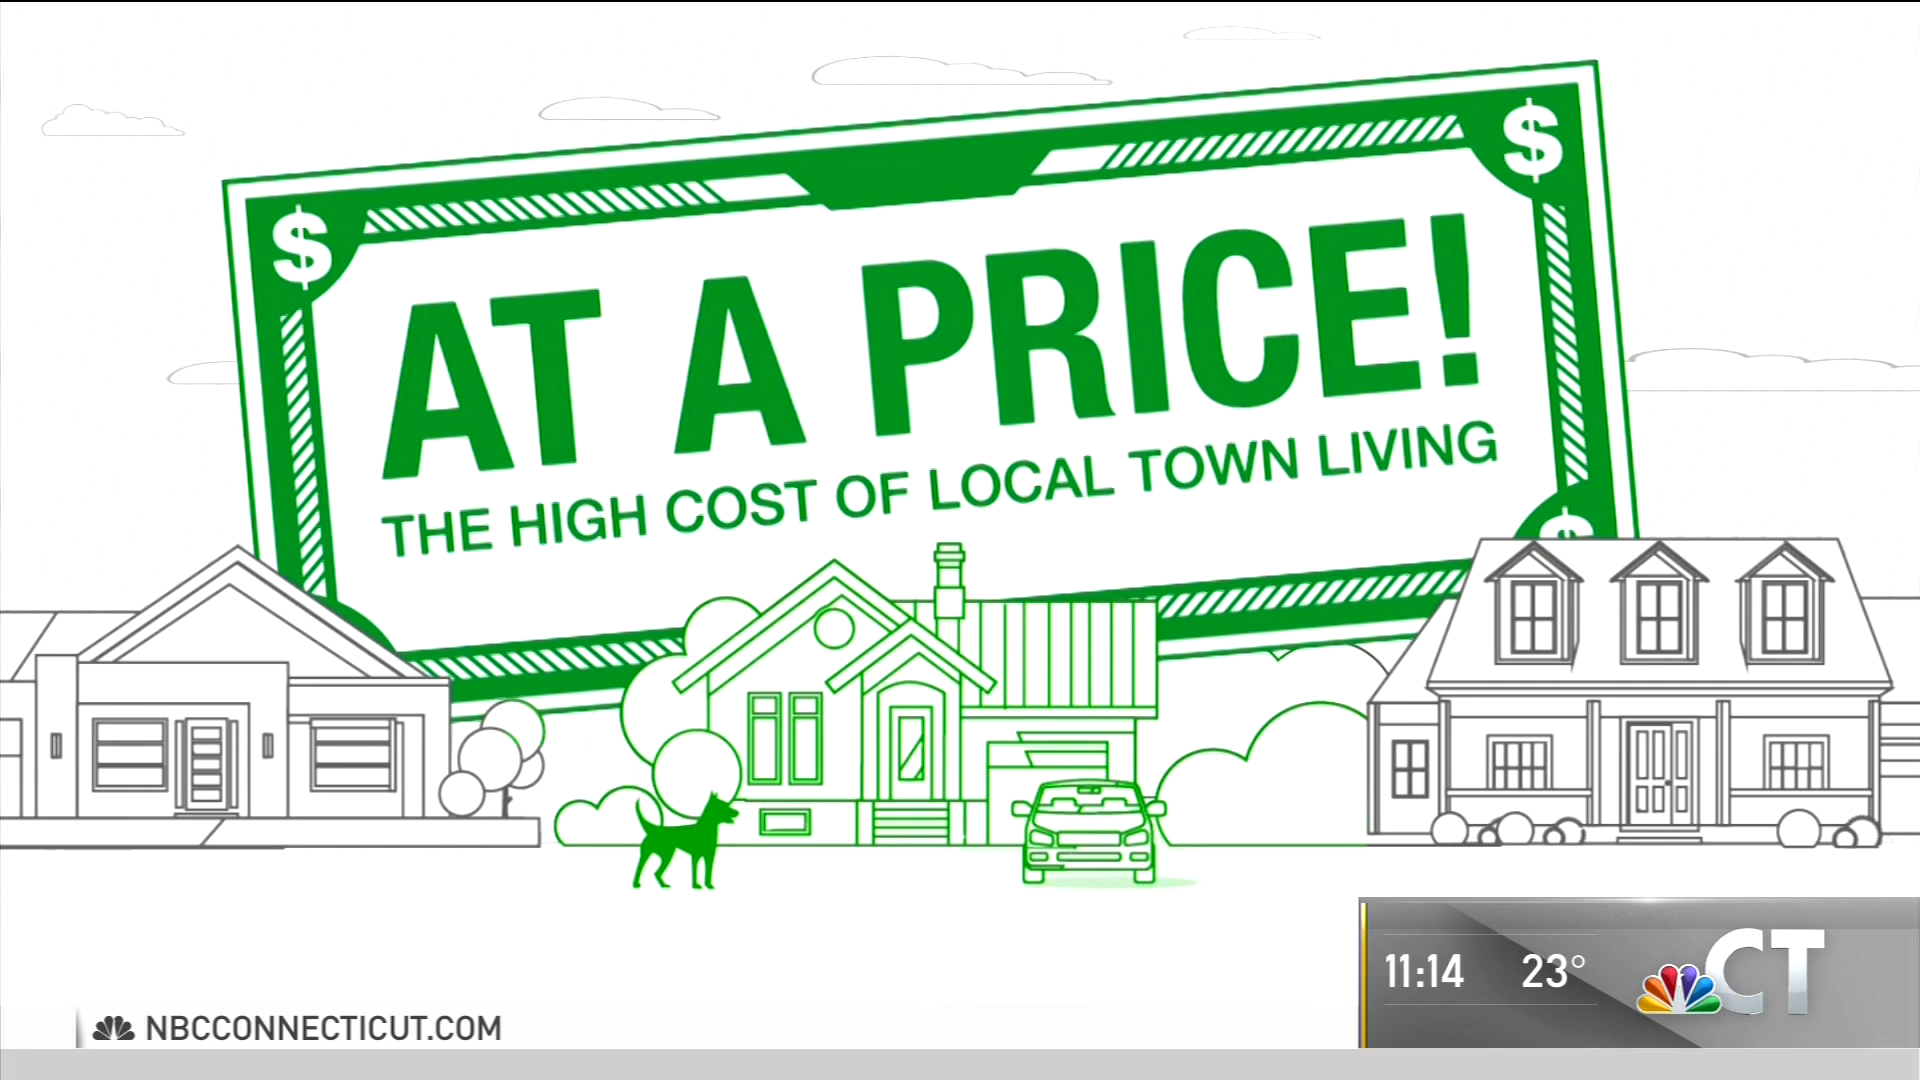 $
$
AT A PRICE!
THE HIGH COST OF LOCAL TOWN LIVING
$
11:14 23°
CT
NBCCONNECTICUT.COM